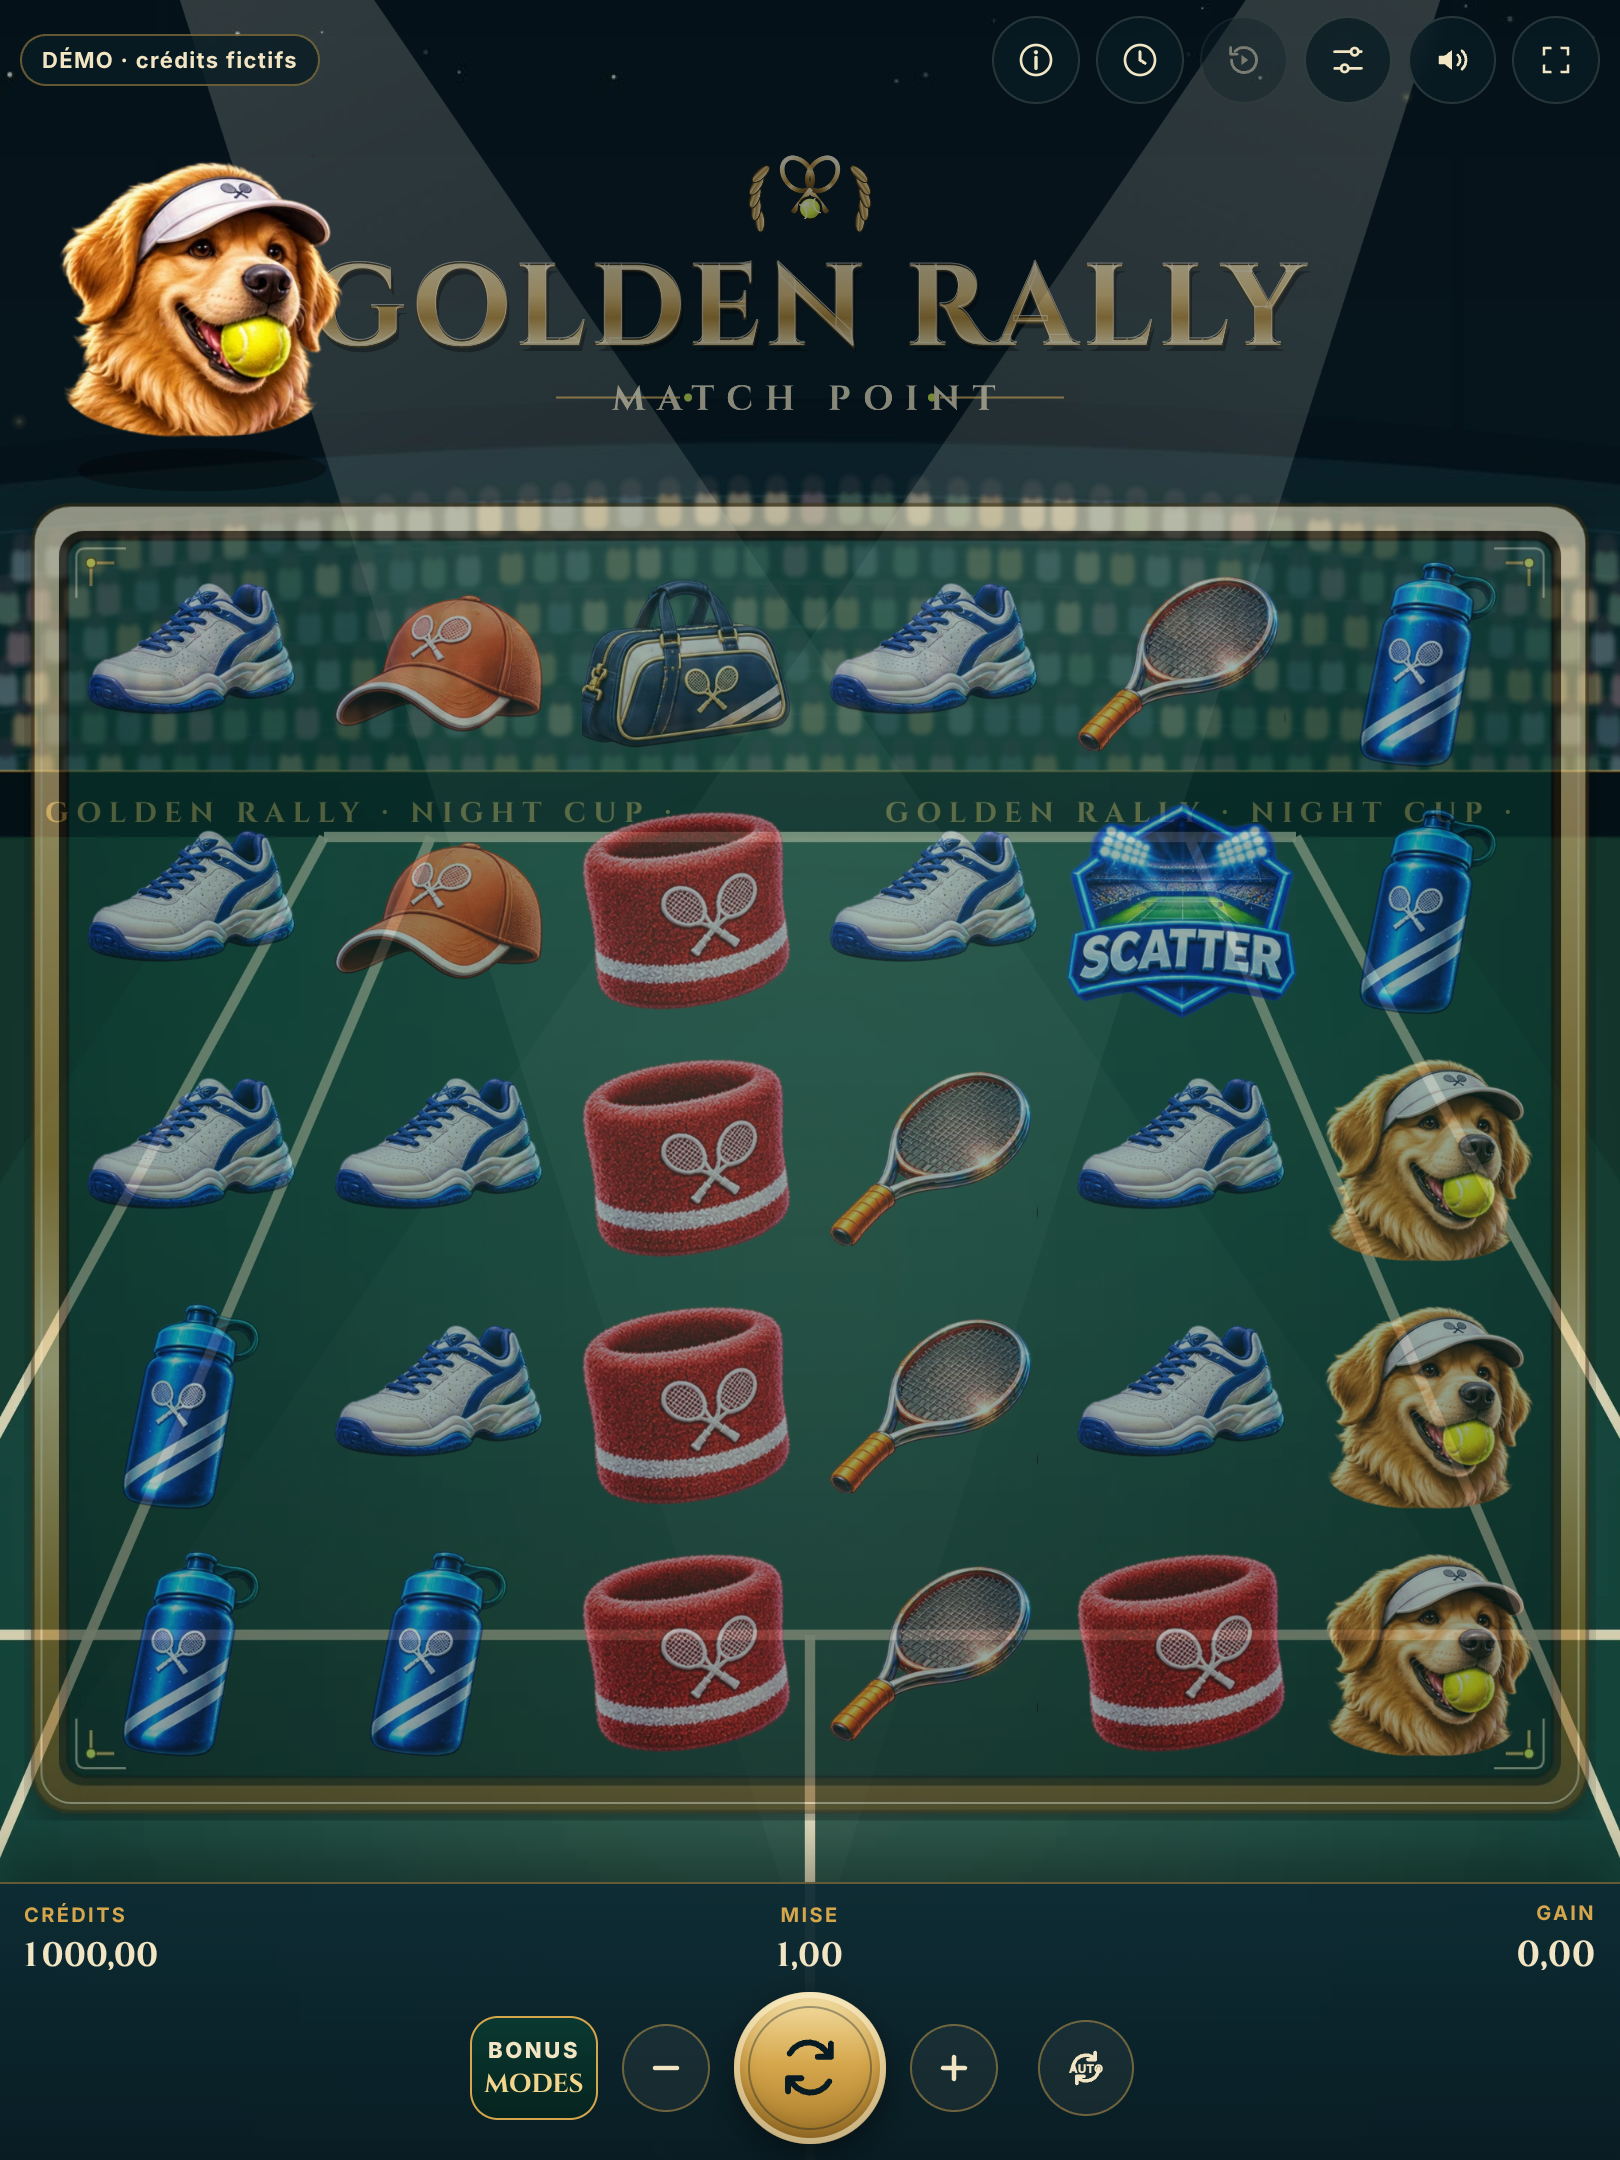 DÉMO · crédits fictifs
GOLDEN RALLY
MATCH POINT
GOLDEN RALLY · NIGHT CUP · GOLDEN RALLY · NIGHT CUP ·
SCATTER
CRÉDITS
1000,00
MISE
1,00
GAIN
0,00
BONUS
MODES
AUTO